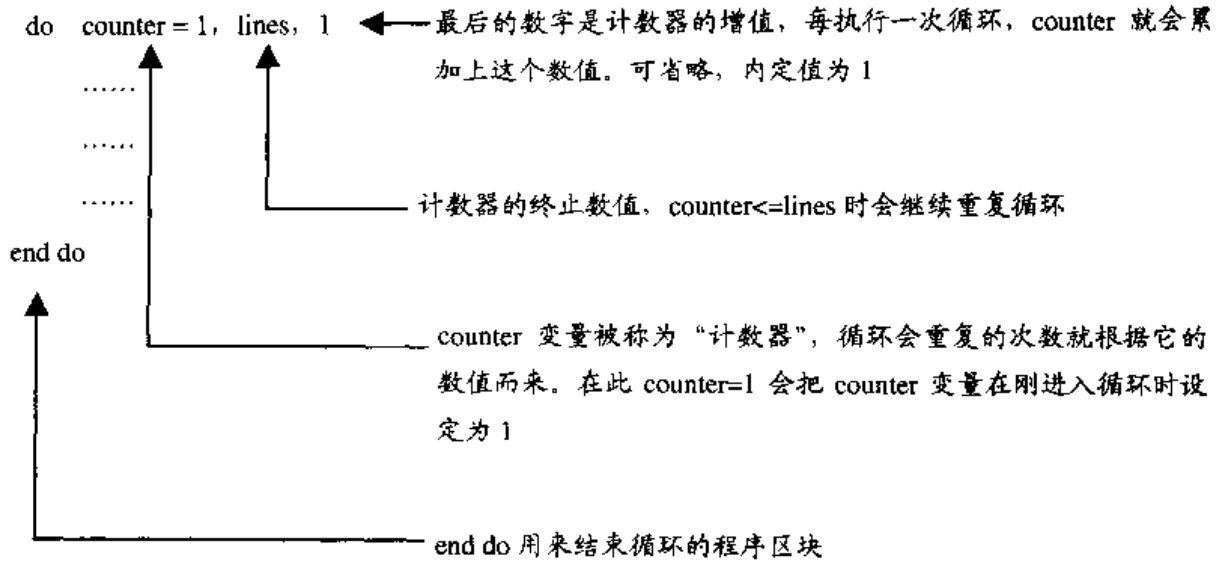 do counter = 1, lines, 1
最后的数字是计数器的增值，每执行一次循环，counter 就会累
加上这个数值。可省略，内定值为 1
......
......
......
计数器的终止数值，counter<=lines 时会继续重复循环
end do
counter 变量被称为“计数器”，循环会重复的次数就根据它的
数值而来。在此 counter=1 会把 counter 变量在刚进入循环时设
定为 1
end do 用来结束循环的程序区块